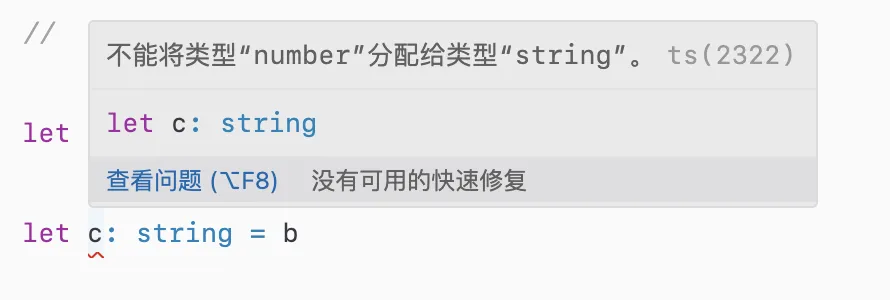 //
不能将类型“number”分配给类型“string”。 ts(2322)
let c: string
let
查看问题 (⌥F8) 没有可用的快速修复
let c: string = b